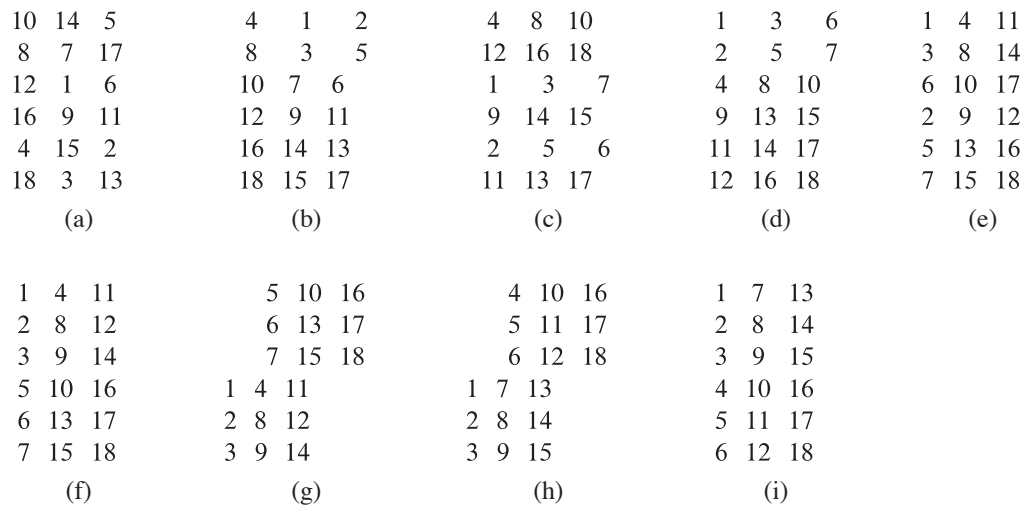 10 14 5 4 1 2 4 8 10 1 3 6 1 4 11
8 7 17 8 3 5 12 16 18 2 5 7 3 8 14
12 1 6 10 7 6 1 3 7 4 8 10 6 10 17
16 9 11 12 9 11 9 14 15 9 13 15 2 9 12
4 15 2 16 14 13 2 5 6 11 14 17 5 13 16
18 3 13 18 15 17 11 13 17 12 16 18 7 15 18
(a) (b) (c) (d) (e)
1 4 11 5 10 16 4 10 16 1 7 13
2 8 12 6 13 17 5 11 17 2 8 14
3 9 14 7 15 18 6 12 18 3 9 15
5 10 16 1 4 11 1 7 13 4 10 16
6 13 17 2 8 12 2 8 14 5 11 17
7 15 18 3 9 14 3 9 15 6 12 18
(f) (g) (h) (i)